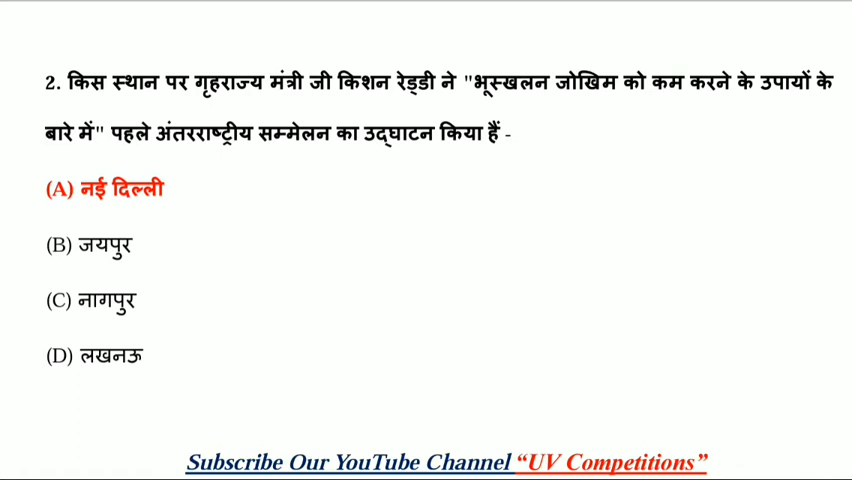 2. किस स्थान पर गृहराज्य मंत्री जी किशन रेड्डी ने "भूस्खलन जोखिम को कम करने के उपायों के
बारे में" पहले अंतरराष्ट्रीय सम्मेलन का उद्घाटन किया हैं -
(A) नई दिल्ली
(B) जयपुर
(C) नागपुर
(D) लखनऊ
Subscribe Our YouTube Channel “UV Competitions”